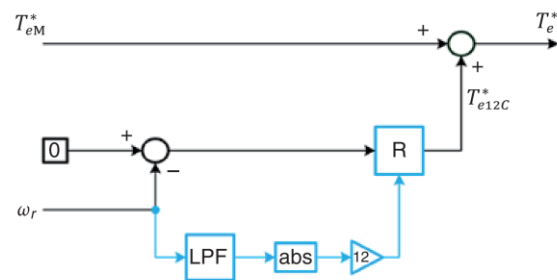 T*eM
+
T*e
+
T*e12C
0
+
−
R
ωr
LPF
abs
12